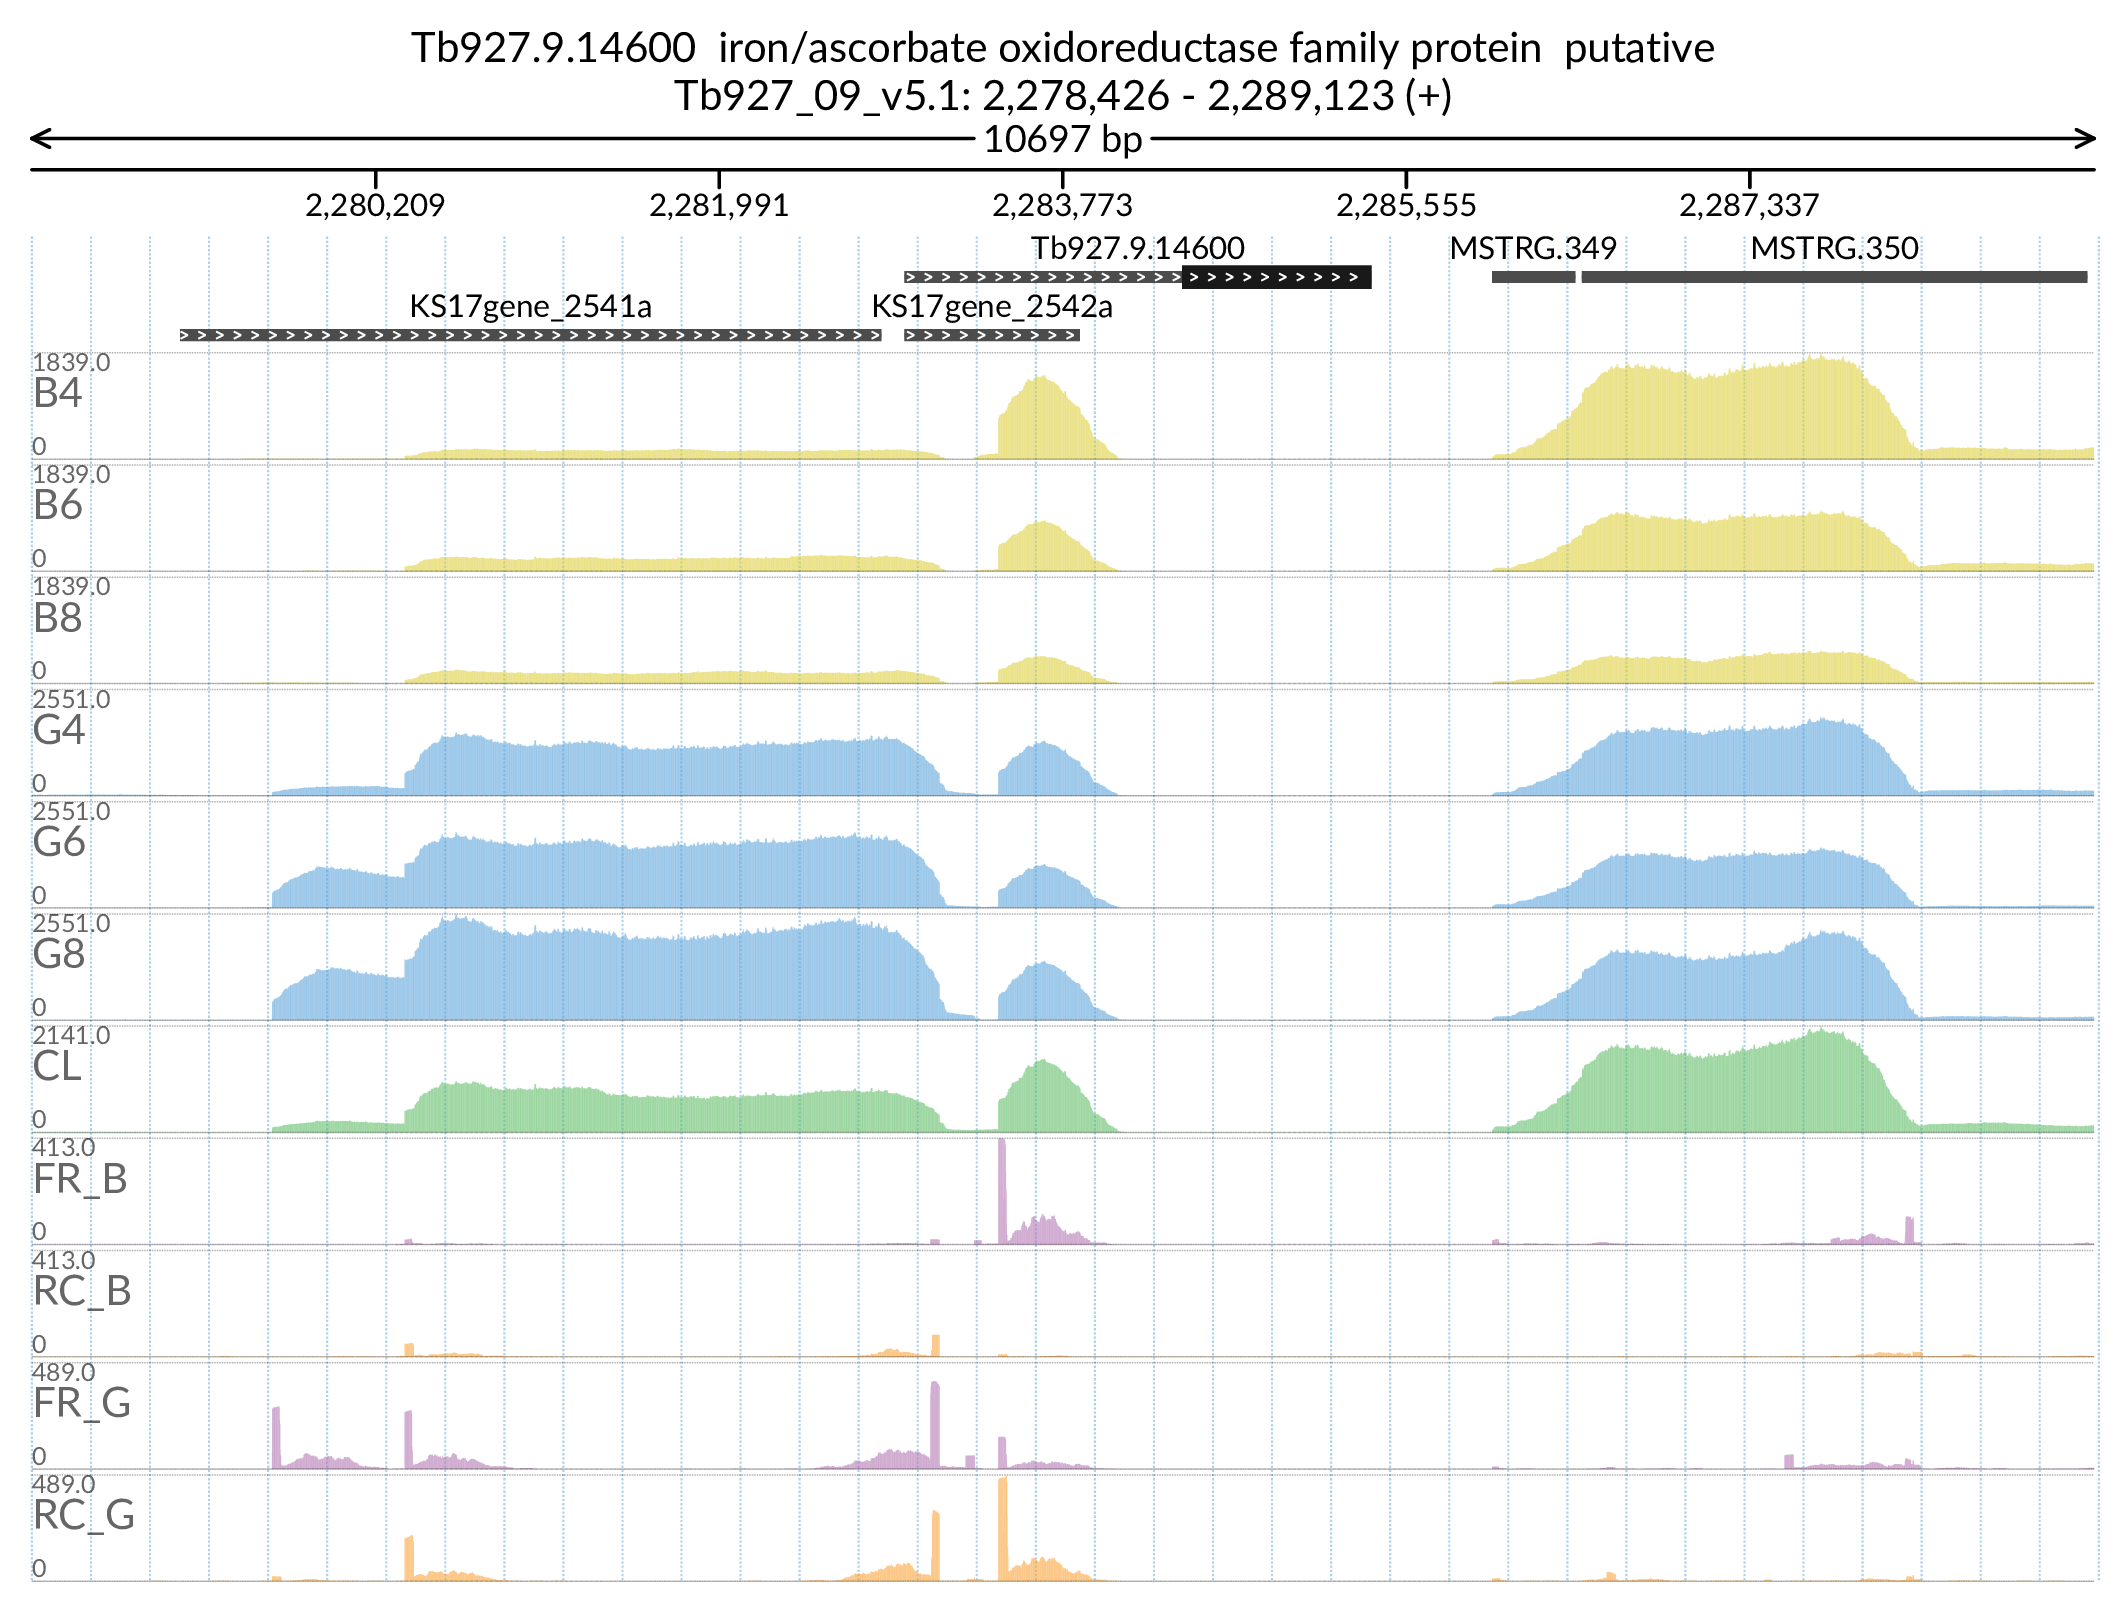 Tb927.9.14600  iron/ascorbate oxidoreductase family protein  putative
Tb927_09_v5.1: 2,278,426 - 2,289,123 (+)
10697 bp
2,280,209 2,281,991 2,283,773 2,285,555 2,287,337
Tb927.9.14600 MSTRG.349 MSTRG.350
KS17gene_2541a KS17gene_2542a
1839.0
B4
0
1839.0
B6
0
1839.0
B8
0
2551.0
G4
0
2551.0
G6
0
2551.0
G8
0
2141.0
CL
0
413.0
FR_B
0
413.0
RC_B
0
489.0
FR_G
0
489.0
RC_G
0